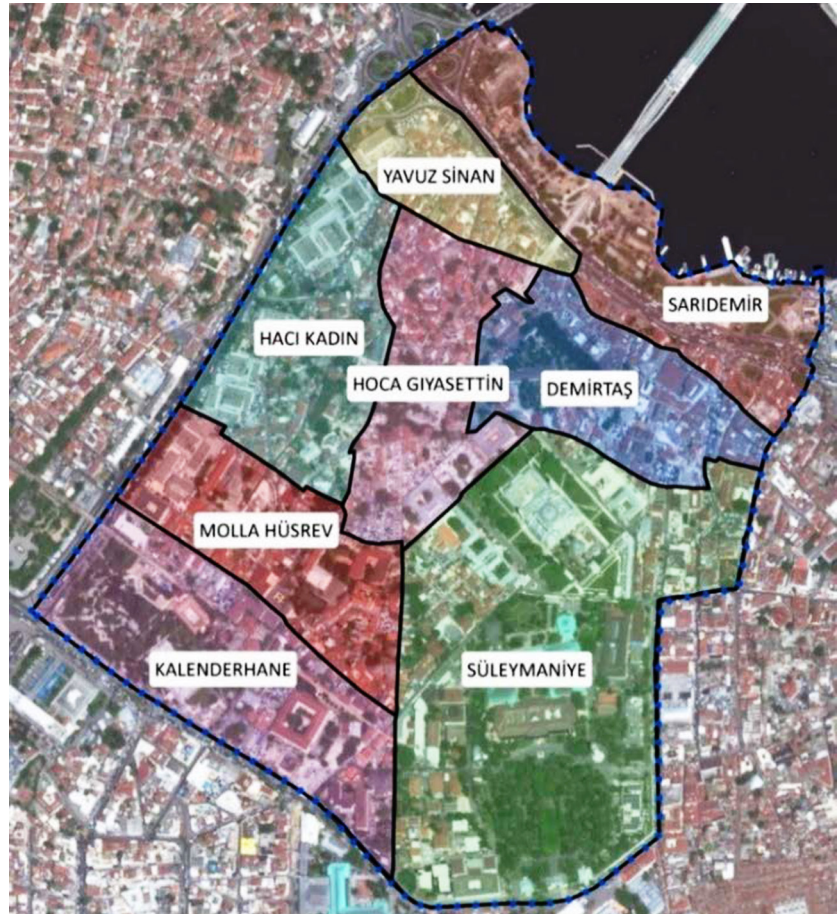 YAVUZ SİNAN
SARIDEMİR
HACI KADIN
HOCA GIYASETTİN
DEMİRTAŞ
MOLLA HÜSREV
KALENDERHANE
SÜLEYMANİYE